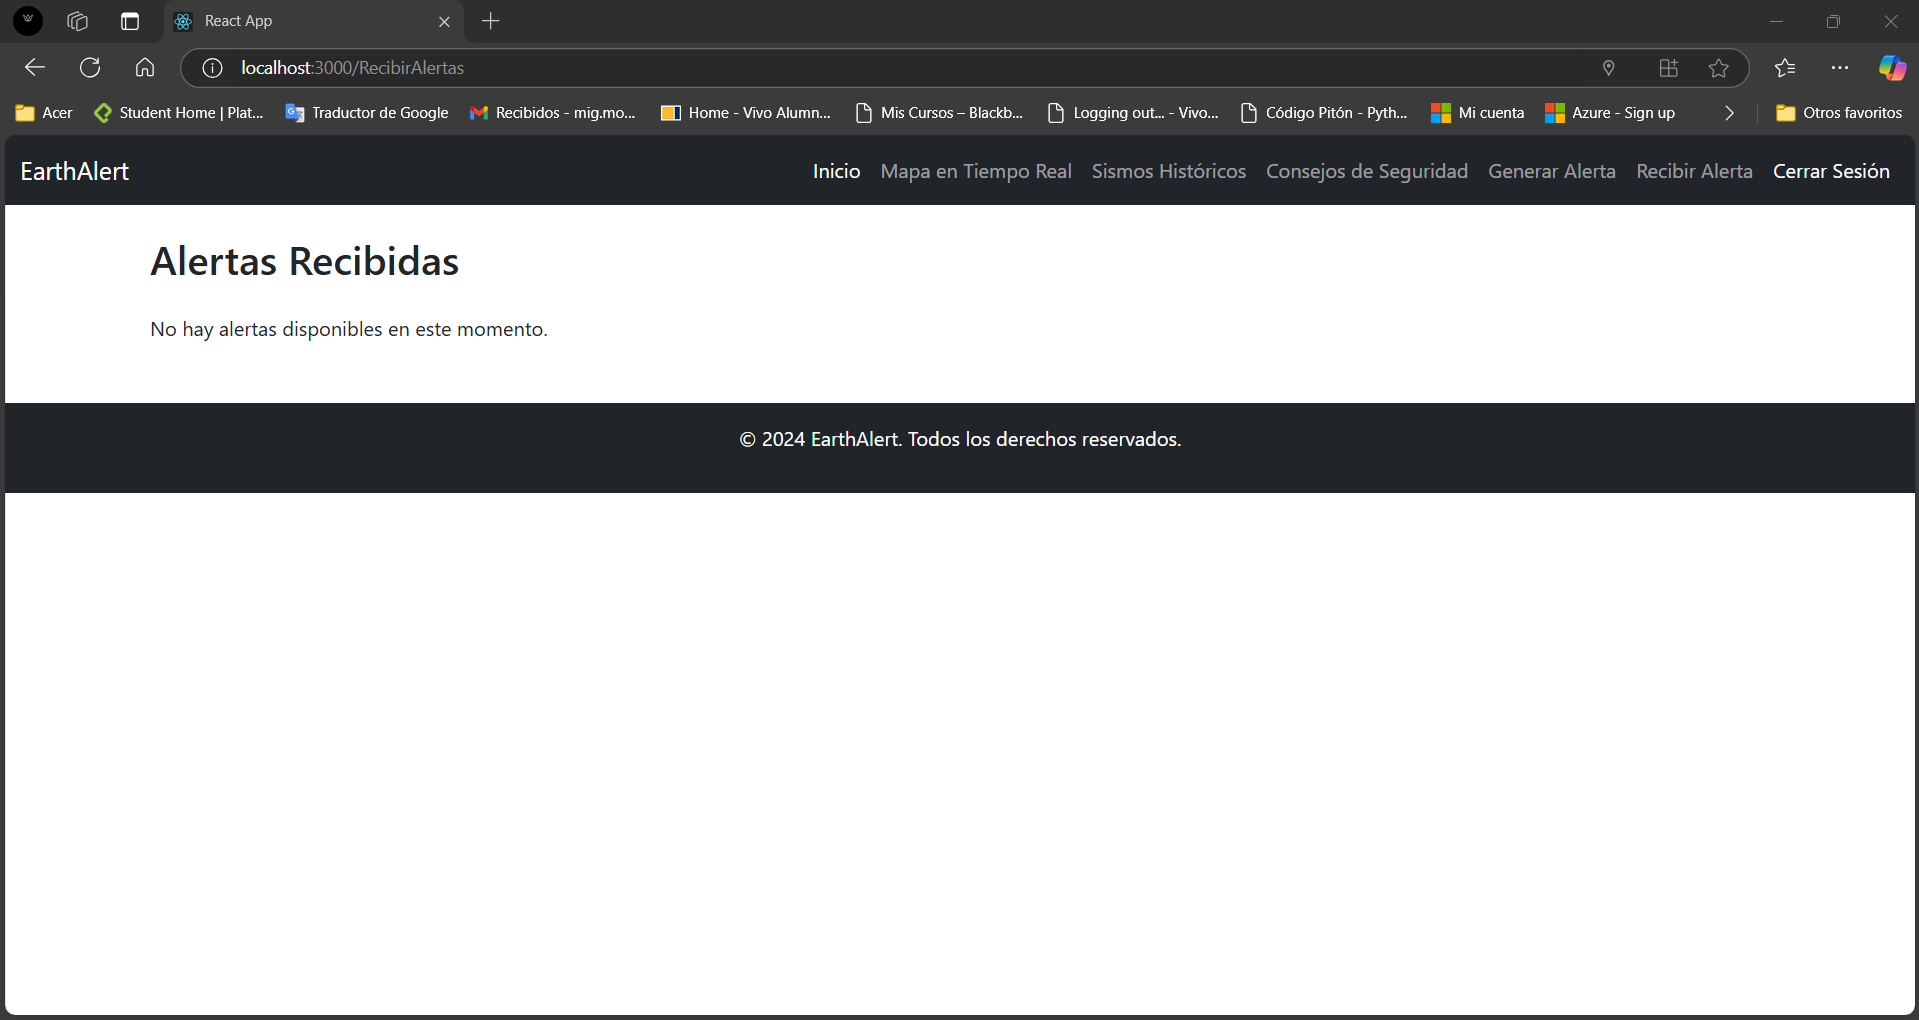 React App
localhost:3000/RecibirAlertas
Acer Student Home | Plat... Traductor de Google Recibidos - mig.mo... Home - Vivo Alumn... Mis Cursos – Blackb... Logging out... - Vivo... Código Pitón - Pyth... Mi cuenta Azure - Sign up Otros favoritos
EarthAlert Inicio Mapa en Tiempo Real Sismos Históricos Consejos de Seguridad Generar Alerta Recibir Alerta Cerrar Sesión
Alertas Recibidas
No hay alertas disponibles en este momento.
© 2024 EarthAlert. Todos los derechos reservados.